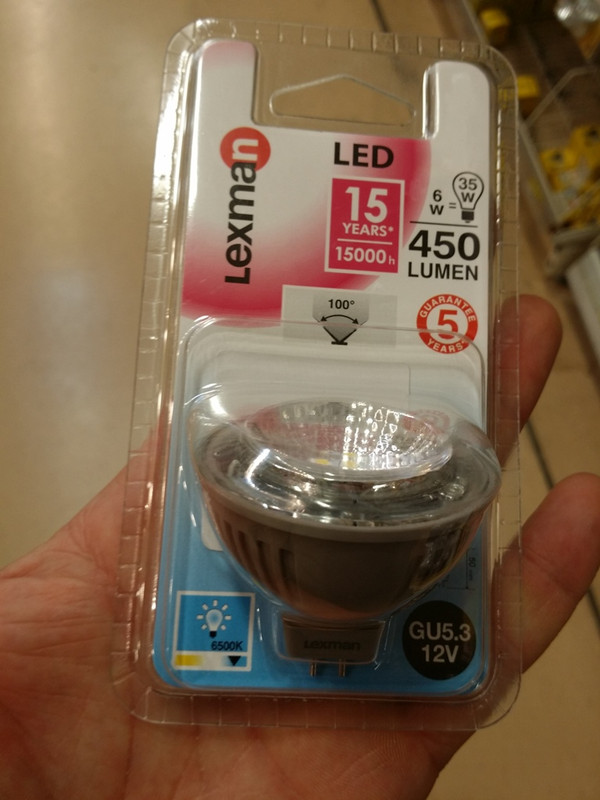 Lexman
LED
15
YEARS*
15000 h
6 W = 35 W
450
LUMEN
100°
GUARANTEE
5
YEARS*
6500K
Lexman
GU5.3
12V